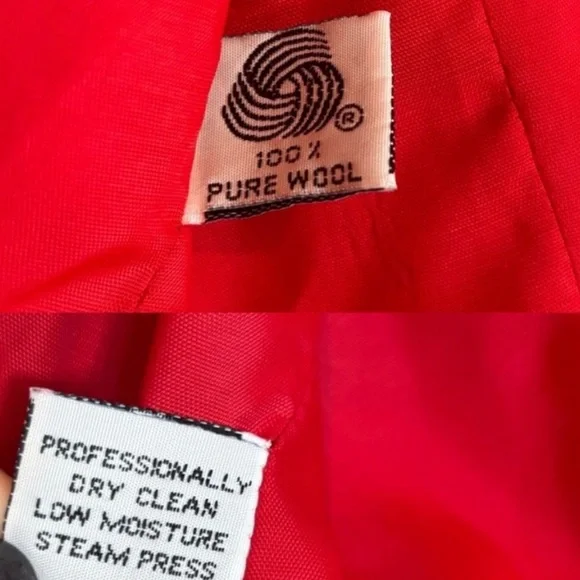 ®
100%
PURE WOOL
PROFESSIONALLY
DRY CLEAN
LOW MOISTURE
STEAM PRESS